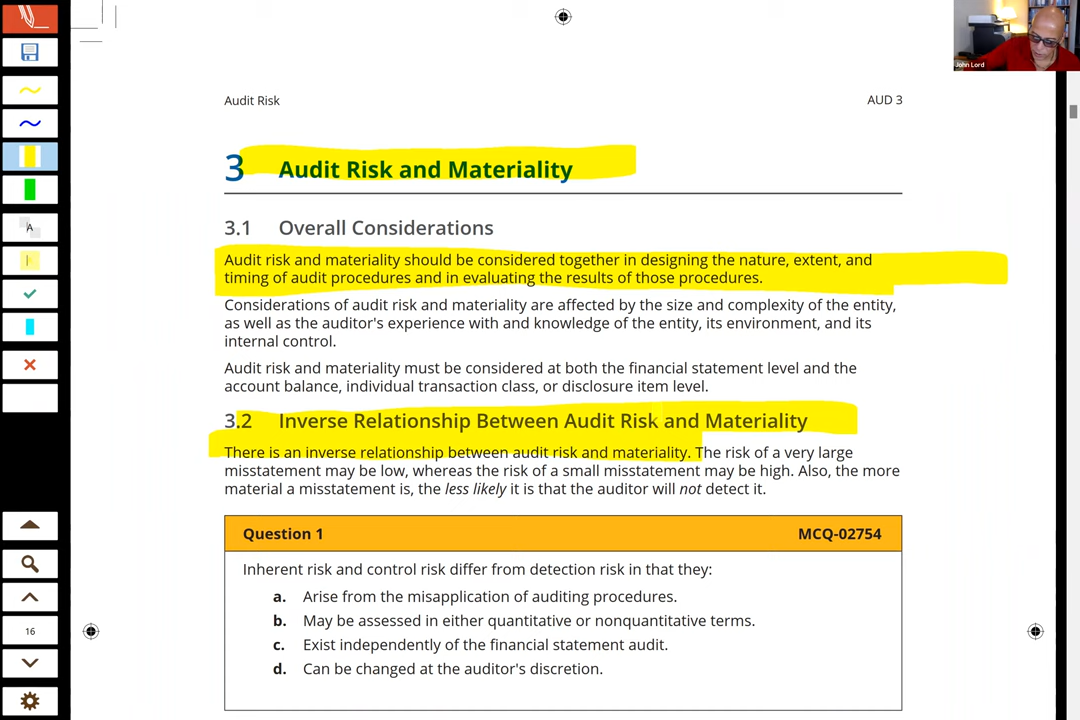 John Lord
Audit Risk
AUD 3
3 Audit Risk and Materiality
3.1 Overall Considerations
Audit risk and materiality should be considered together in designing the nature, extent, and
timing of audit procedures and in evaluating the results of those procedures.
Considerations of audit risk and materiality are affected by the size and complexity of the entity,
as well as the auditor's experience with and knowledge of the entity, its environment, and its
internal control.
Audit risk and materiality must be considered at both the financial statement level and the
account balance, individual transaction class, or disclosure item level.
3.2 Inverse Relationship Between Audit Risk and Materiality
There is an inverse relationship between audit risk and materiality. The risk of a very large
misstatement may be low, whereas the risk of a small misstatement may be high. Also, the more
material a misstatement is, the less likely it is that the auditor will not detect it.
Question 1 MCQ-02754
Inherent risk and control risk differ from detection risk in that they:
a. Arise from the misapplication of auditing procedures.
b. May be assessed in either quantitative or nonquantitative terms.
c. Exist independently of the financial statement audit.
d. Can be changed at the auditor's discretion.
A
16